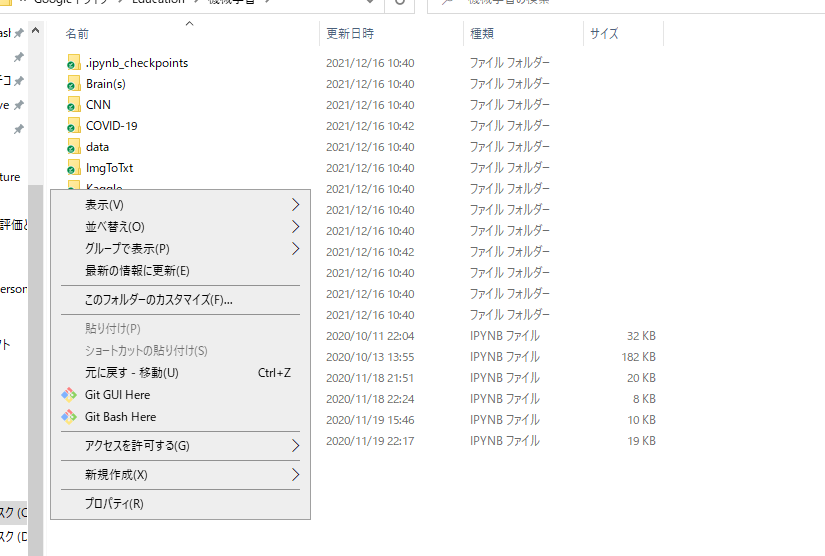 Google ドライブ › Education › 機械学習 ›
機械学習の検索
名前
更新日時
種類
サイズ
.ipynb_checkpoints 2021/12/16 10:40 ファイル フォルダー
Brain(s) 2021/12/16 10:40 ファイル フォルダー
CNN 2021/12/16 10:40 ファイル フォルダー
COVID-19 2021/12/16 10:42 ファイル フォルダー
data 2021/12/16 10:40 ファイル フォルダー
ImgToTxt 2021/12/16 10:40 ファイル フォルダー
Kaggle 2021/12/16 10:40 ファイル フォルダー
2021/12/16 10:40 ファイル フォルダー
2021/12/16 10:40 ファイル フォルダー
2021/12/16 10:42 ファイル フォルダー
2021/12/16 10:40 ファイル フォルダー
2021/12/16 10:40 ファイル フォルダー
2021/12/16 10:40 ファイル フォルダー
2020/10/11 22:04 IPYNB ファイル 32 KB
2020/10/13 13:55 IPYNB ファイル 182 KB
2020/11/18 21:51 IPYNB ファイル 20 KB
2020/11/18 22:24 IPYNB ファイル 8 KB
2020/11/19 15:46 IPYNB ファイル 10 KB
2020/11/19 22:17 IPYNB ファイル 19 KB
表示(V)
並べ替え(O)
グループで表示(P)
最新の情報に更新(E)
このフォルダーのカスタマイズ(F)...
貼り付け(P)
ショートカットの貼り付け(S)
元に戻す - 移動(U) Ctrl+Z
Git GUI Here
Git Bash Here
アクセスを許可する(G)
新規作成(X)
プロパティ(R)
ture
評価と
erson
スク (C
スク (D